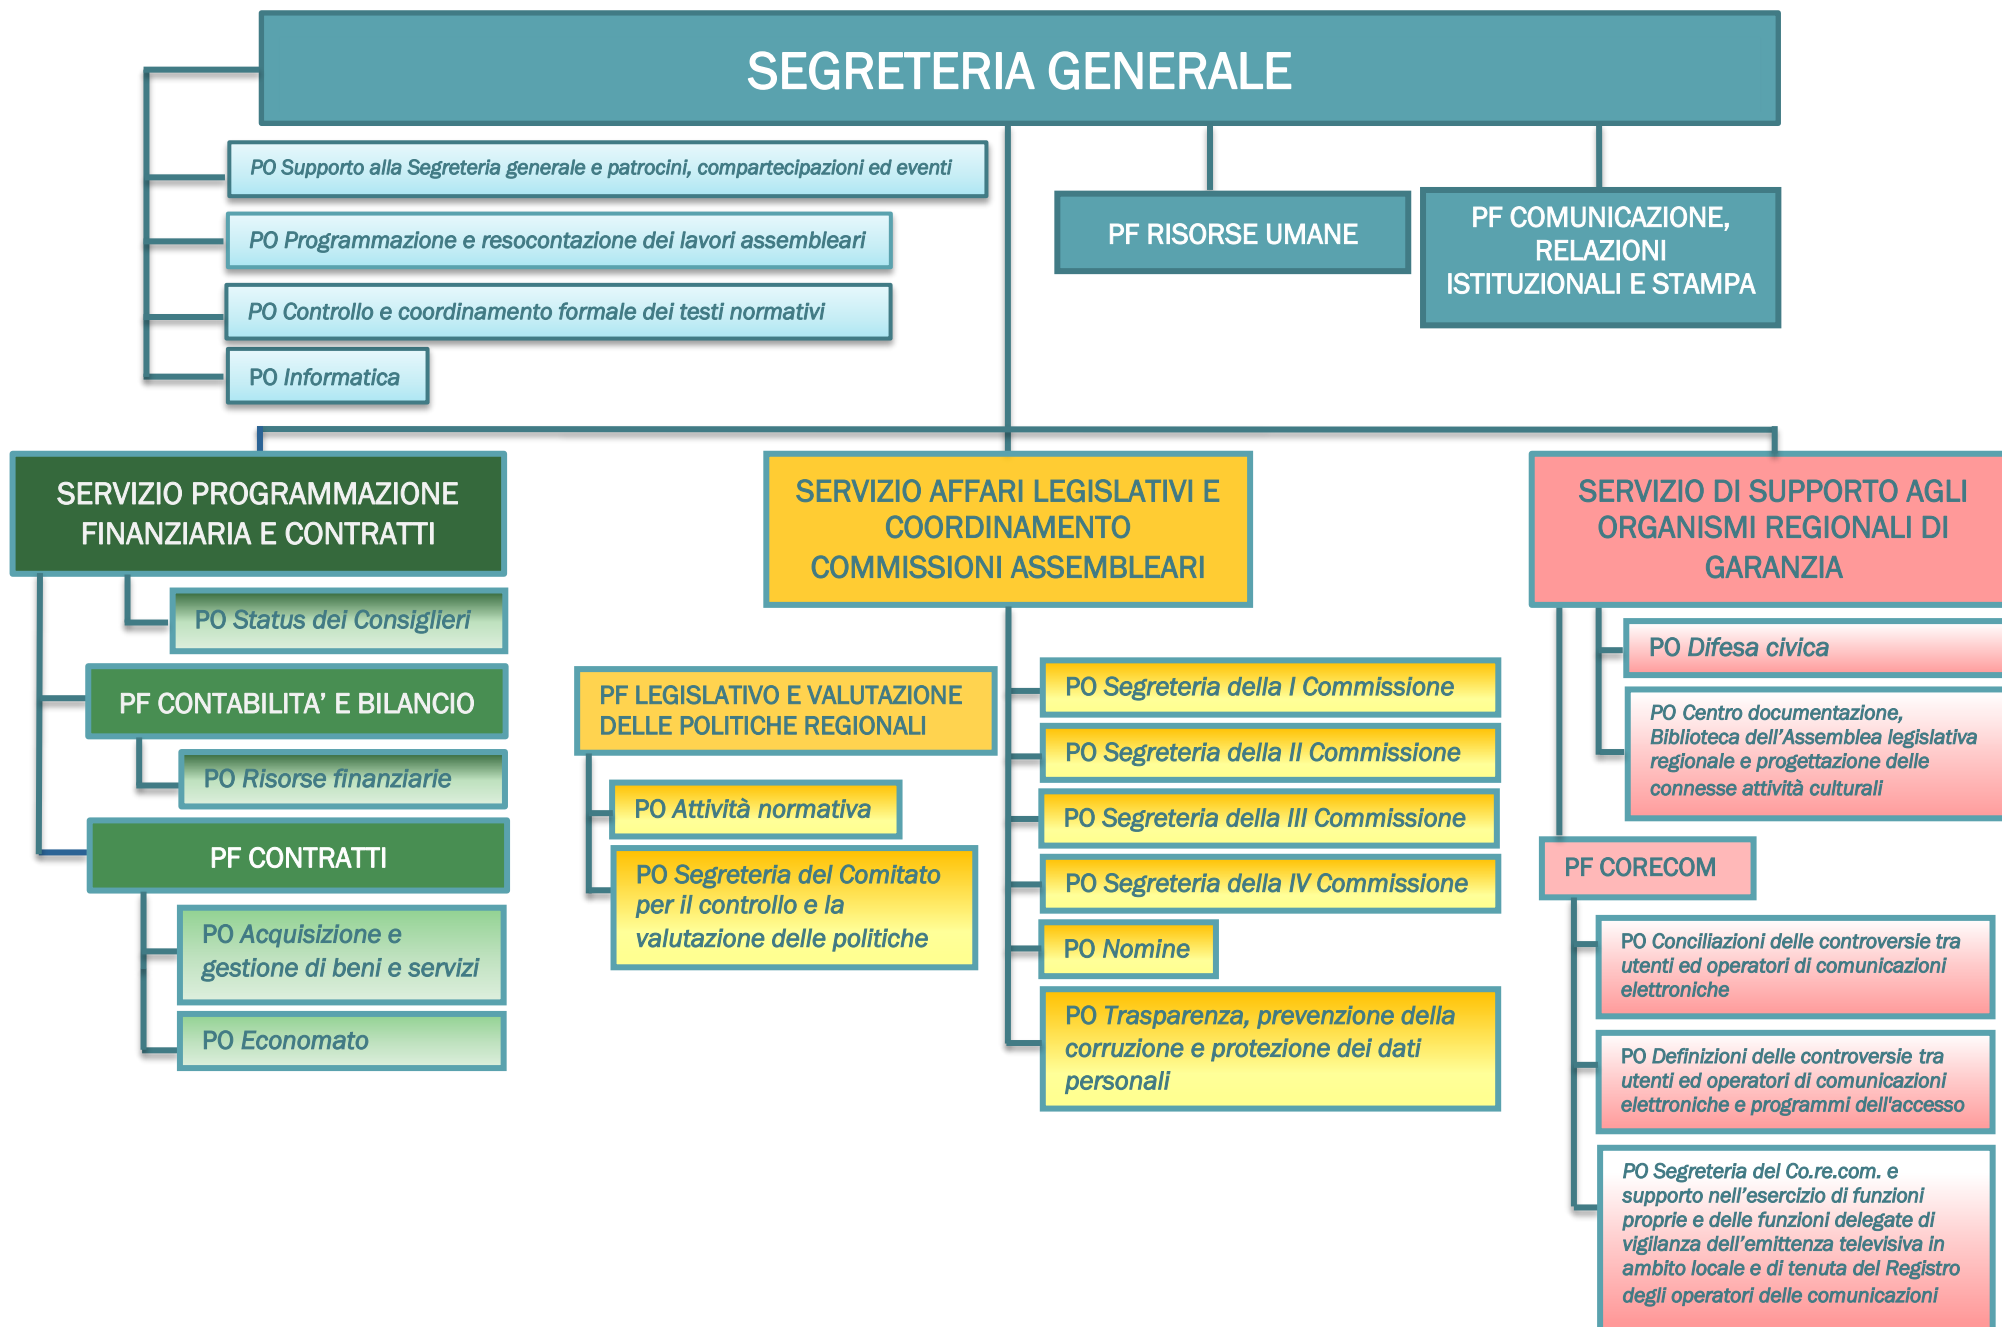 SEGRETERIA GENERALE
PO Supporto alla Segreteria generale e patrocini, compartecipazioni ed eventi
PO Programmazione e resocontazione dei lavori assembleari
PO Controllo e coordinamento formale dei testi normativi
PO Informatica
PF RISORSE UMANE
PF COMUNICAZIONE,
RELAZIONI
ISTITUZIONALI E STAMPA
SERVIZIO PROGRAMMAZIONE
FINANZIARIA E CONTRATTI
PO Status dei Consiglieri
PF CONTABILITA’ E BILANCIO
PO Risorse finanziarie
PF CONTRATTI
PO Acquisizione e
gestione di beni e servizi
PO Economato
SERVIZIO AFFARI LEGISLATIVI E
COORDINAMENTO
COMMISSIONI ASSEMBLEARI
PF LEGISLATIVO E VALUTAZIONE
DELLE POLITICHE REGIONALI
PO Attività normativa
PO Segreteria del Comitato
per il controllo e la
valutazione delle politiche
PO Segreteria della I Commissione
PO Segreteria della II Commissione
PO Segreteria della III Commissione
PO Segreteria della IV Commissione
PO Nomine
PO Trasparenza, prevenzione della
corruzione e protezione dei dati
personali
SERVIZIO DI SUPPORTO AGLI
ORGANISMI REGIONALI DI
GARANZIA
PO Difesa civica
PO Centro documentazione,
Biblioteca dell’Assemblea legislativa
regionale e progettazione delle
connesse attività culturali
PF CORECOM
PO Conciliazioni delle controversie tra
utenti ed operatori di comunicazioni
elettroniche
PO Definizioni delle controversie tra
utenti ed operatori di comunicazioni
elettroniche e programmi dell'accesso
PO Segreteria del Co.re.com. e
supporto nell’esercizio di funzioni
proprie e delle funzioni delegate di
vigilanza dell’emittenza televisiva in
ambito locale e di tenuta del Registro
degli operatori delle comunicazioni